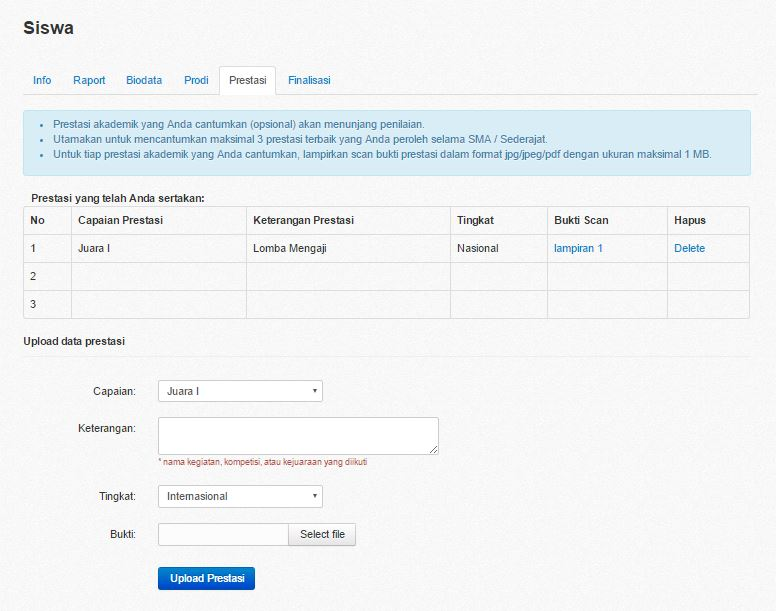 Siswa
Info Raport Biodata Prodi Prestasi Finalisasi
Prestasi akademik yang Anda cantumkan (opsional) akan menunjang penilaian.
Utamakan untuk mencantumkan maksimal 3 prestasi terbaik yang Anda peroleh selama SMA / Sederajat.
Untuk tiap prestasi akademik yang Anda cantumkan, lampirkan scan bukti prestasi dalam format jpg/jpeg/pdf dengan ukuran maksimal 1 MB.
Prestasi yang telah Anda sertakan:
No Capaian Prestasi Keterangan Prestasi Tingkat Bukti Scan Hapus
1 Juara I Lomba Mengaji Nasional lampiran 1 Delete
2
3
Upload data prestasi
Capaian: Juara I
Keterangan:
* nama kegiatan, kompetisi, atau kejuaraan yang diikuti
Tingkat: Internasional
Bukti: Select file
Upload Prestasi